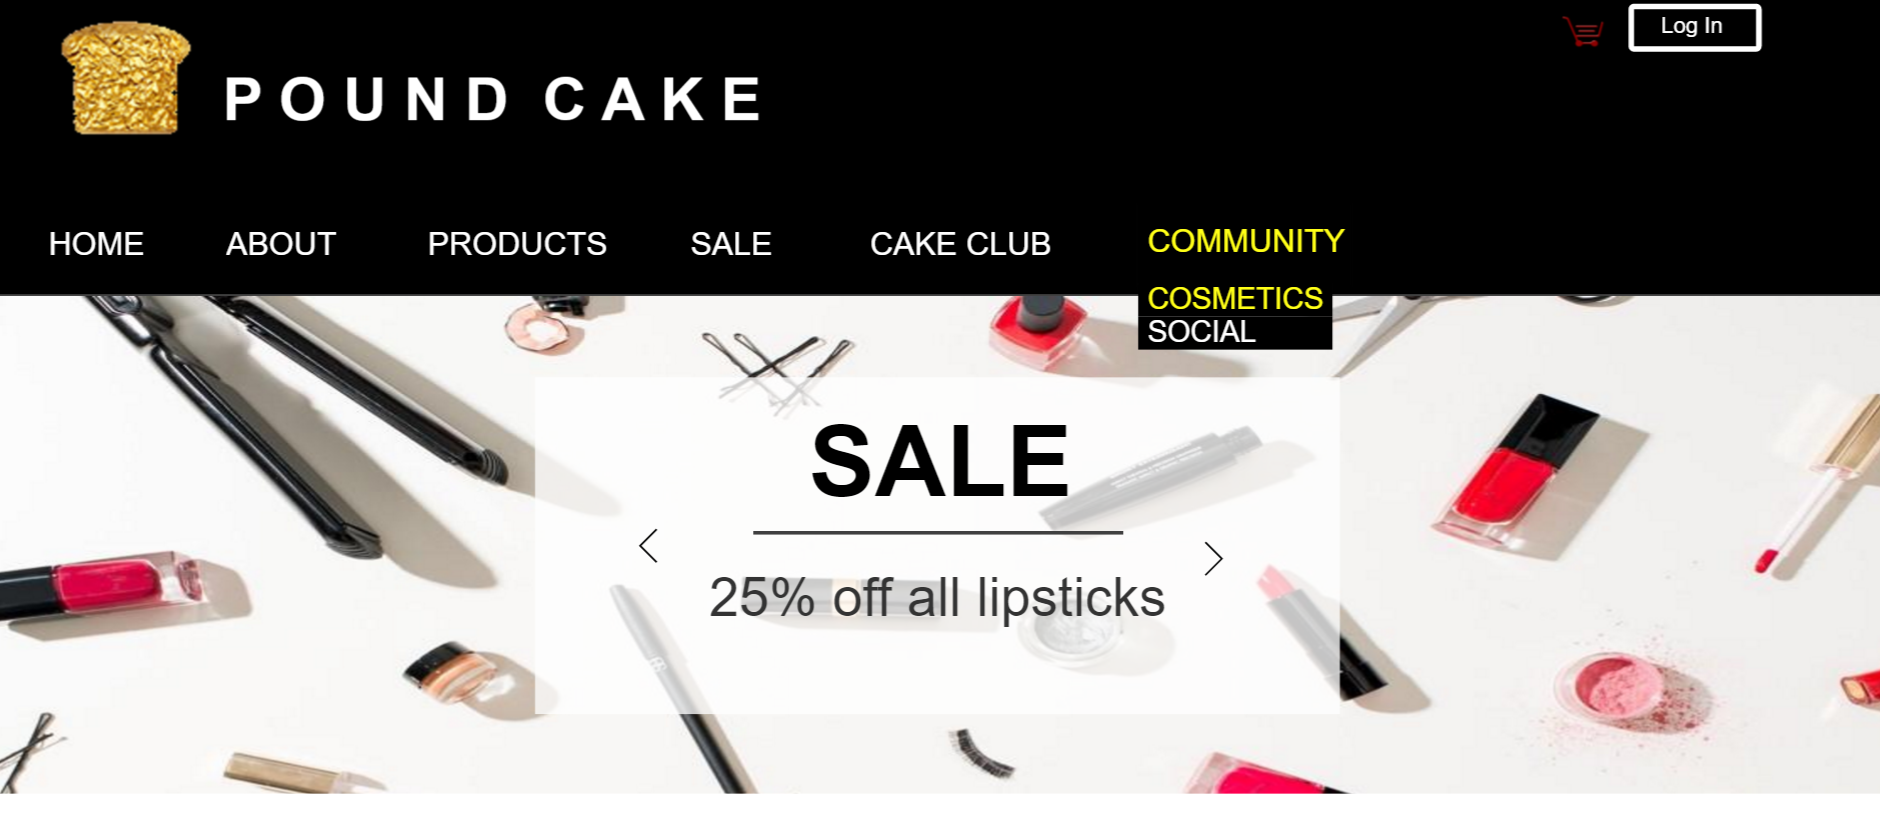 Log In
POUND CAKE
HOME ABOUT PRODUCTS SALE CAKE CLUB COMMUNITY
COSMETICS
SOCIAL
SALE
25% off all lipsticks